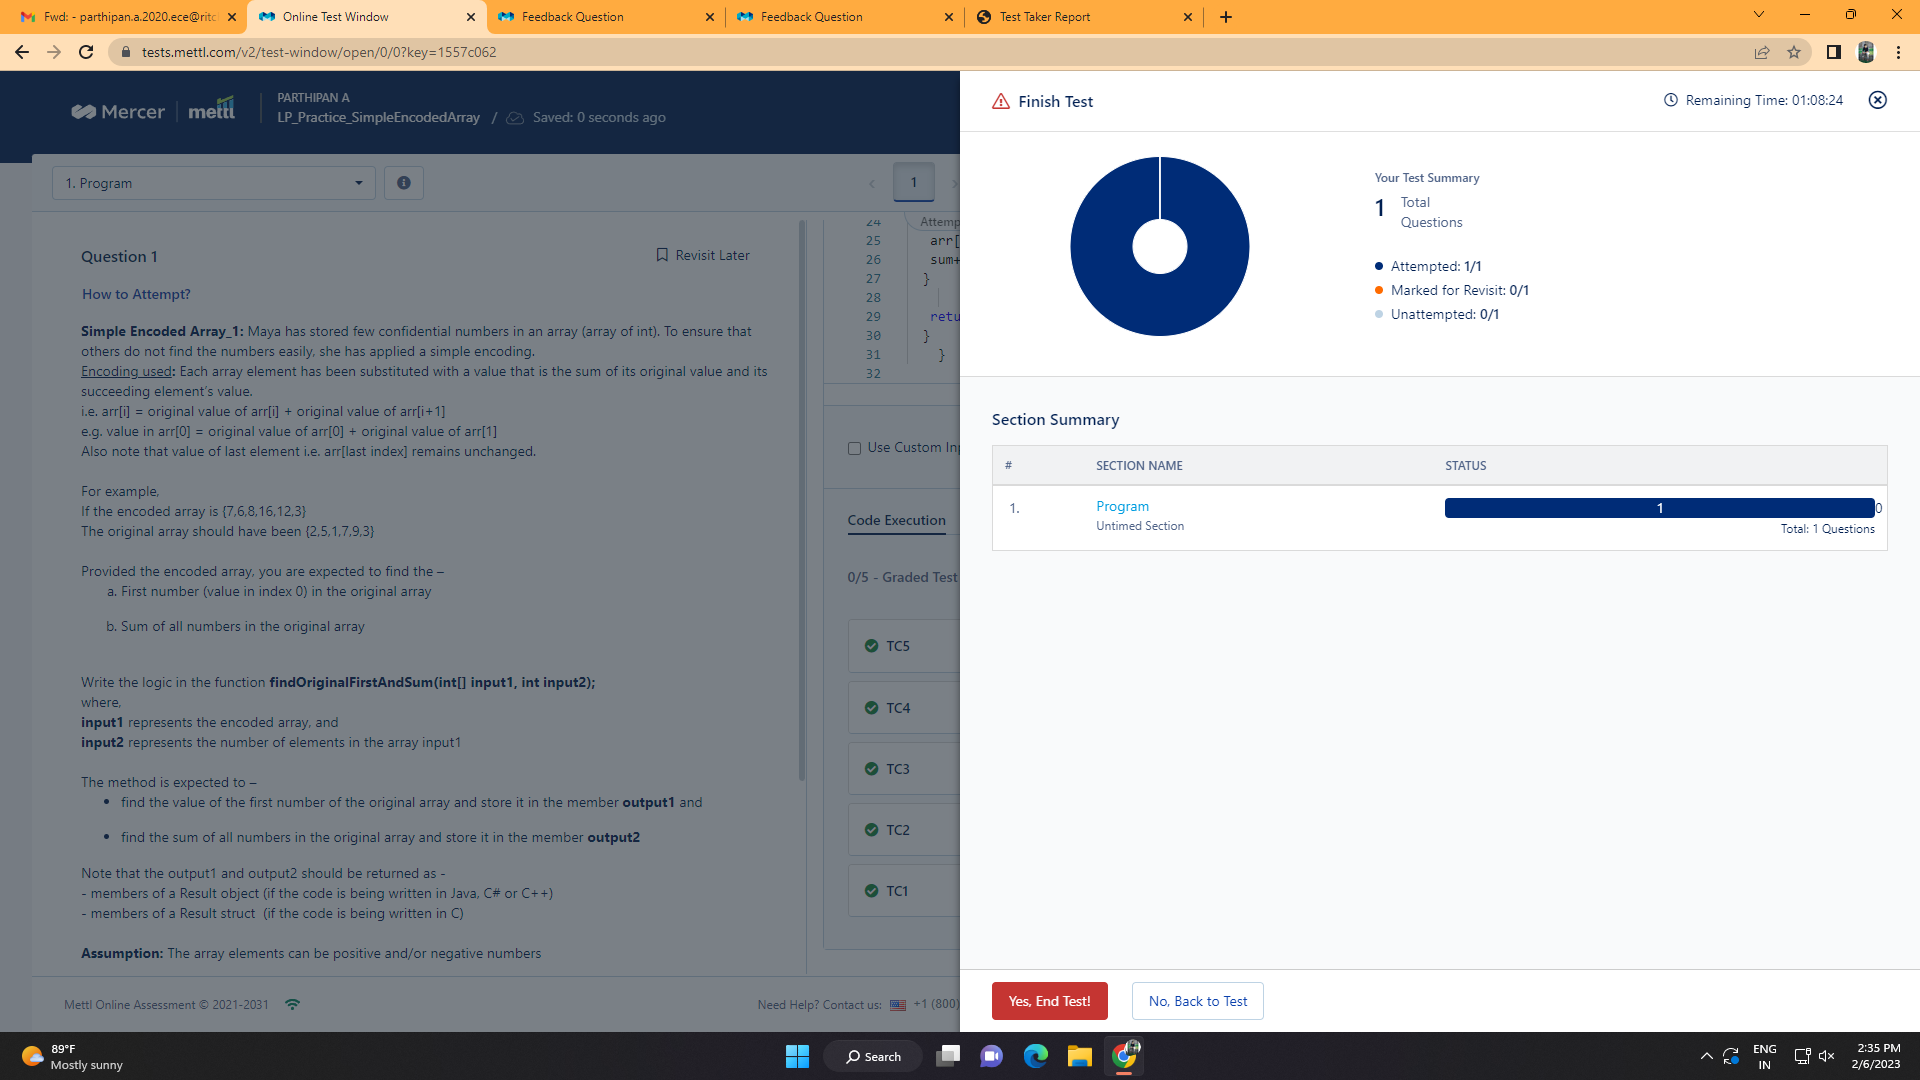 Fwd: - parthipan.a.2020.ece@ritc
Online Test Window
Feedback Question
Feedback Question
Test Taker Report
tests.mettl.com/v2/test-window/open/0/0?key=1557c062
Mercer | mettl
PARTHIPAN A
LP_Practice_SimpleEncodedArray / Saved: 0 seconds ago
Finish Test
Remaining Time: 01:08:24
1. Program
1
Question 1
Revisit Later
How to Attempt?
Simple Encoded Array_1: Maya has stored few confidential numbers in an array (array of int). To ensure that
others do not find the numbers easily, she has applied a simple encoding.
Encoding used: Each array element has been substituted with a value that is the sum of its original value and its
succeeding element's value.
i.e. arr[i] = original value of arr[i] + original value of arr[i+1]
e.g. value in arr[0] = original value of arr[0] + original value of arr[1]
Also note that value of last element i.e. arr[last index] remains unchanged.
For example,
If the encoded array is {7,6,8,16,12,3}
The original array should have been {2,5,1,7,9,3}
Provided the encoded array, you are expected to find the –
a. First number (value in index 0) in the original array
b. Sum of all numbers in the original array
Write the logic in the function findOriginalFirstAndSum(int[] input1, int input2);
where,
input1 represents the encoded array, and
input2 represents the number of elements in the array input1
The method is expected to –
• find the value of the first number of the original array and store it in the member output1 and
• find the sum of all numbers in the original array and store it in the member output2
Note that the output1 and output2 should be returned as -
- members of a Result object (if the code is being written in Java, C# or C++)
- members of a Result struct (if the code is being written in C)
Assumption: The array elements can be positive and/or negative numbers
24
Attemp
25 arr[
26 sum+
27 }
28
29 retu
30 }
31 }
32
Use Custom Inp
Code Execution
0/5 - Graded Test
TC5
TC4
TC3
TC2
TC1
Your Test Summary
1 Total
Questions
Attempted: 1/1
Marked for Revisit: 0/1
Unattempted: 0/1
Section Summary
# SECTION NAME STATUS
1. Program 1 0
Untimed Section Total: 1 Questions
Yes, End Test!
No, Back to Test
Mettl Online Assessment © 2021-2031
Need Help? Contact us: +1 (800)
89°F
Mostly sunny
Search
ENG
IN
2:35 PM
2/6/2023